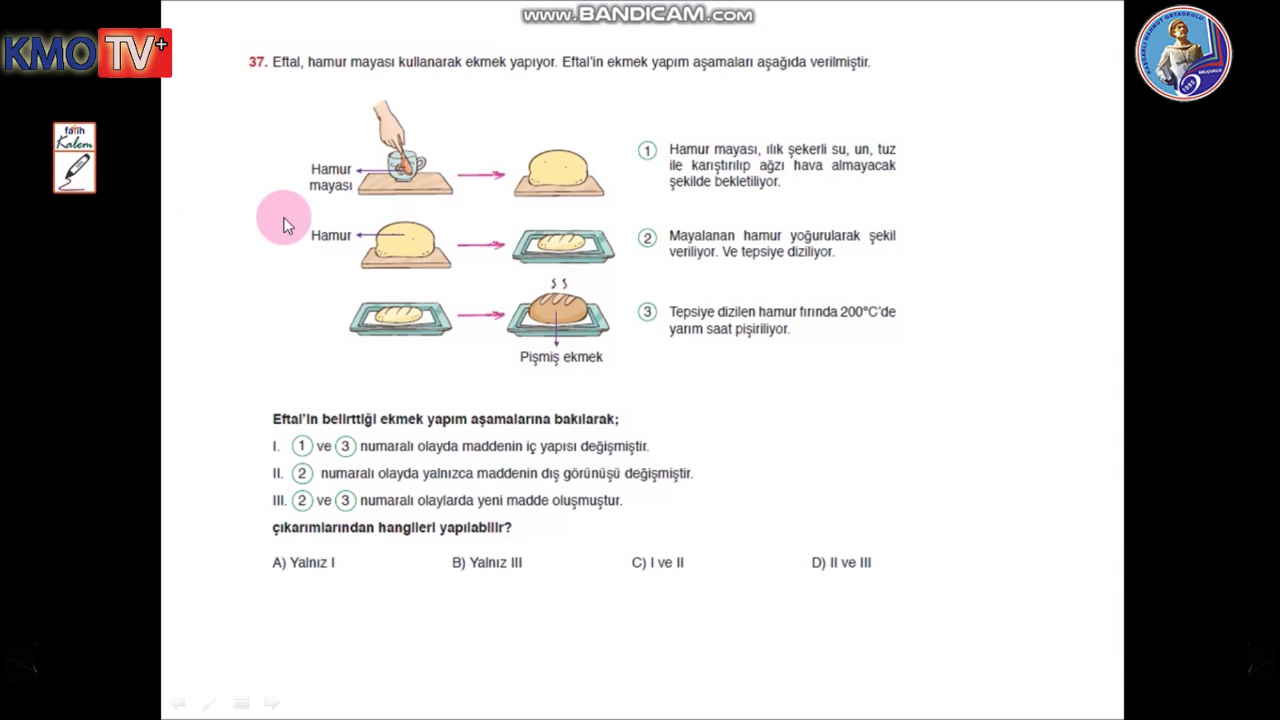 www.BANDICAM.com
KMO TV+
fatih
Kalem
37. Eftal, hamur mayası kullanarak ekmek yapıyor. Eftal'in ekmek yapım aşamaları aşağıda verilmiştir.
Hamur
mayası
1 Hamur mayası, ılık şekerli su, un, tuz
ile karıştırılıp ağzı hava almayacak
şekilde bekletiliyor.
Hamur
2 Mayalanan hamur yoğurularak şekil
veriliyor. Ve tepsiye diziliyor.
3 Tepsiye dizilen hamur fırında 200°C'de
yarım saat pişiriliyor.
Pişmiş ekmek
Eftal'in belirttiği ekmek yapım aşamalarına bakılarak;
I. 1 ve 3 numaralı olayda maddenin iç yapısı değişmiştir.
II. 2 numaralı olayda yalnızca maddenin dış görünüşü değişmiştir.
III. 2 ve 3 numaralı olaylarda yeni madde oluşmuştur.
çıkarımlarından hangileri yapılabilir?
A) Yalnız I B) Yalnız III C) I ve II D) II ve III